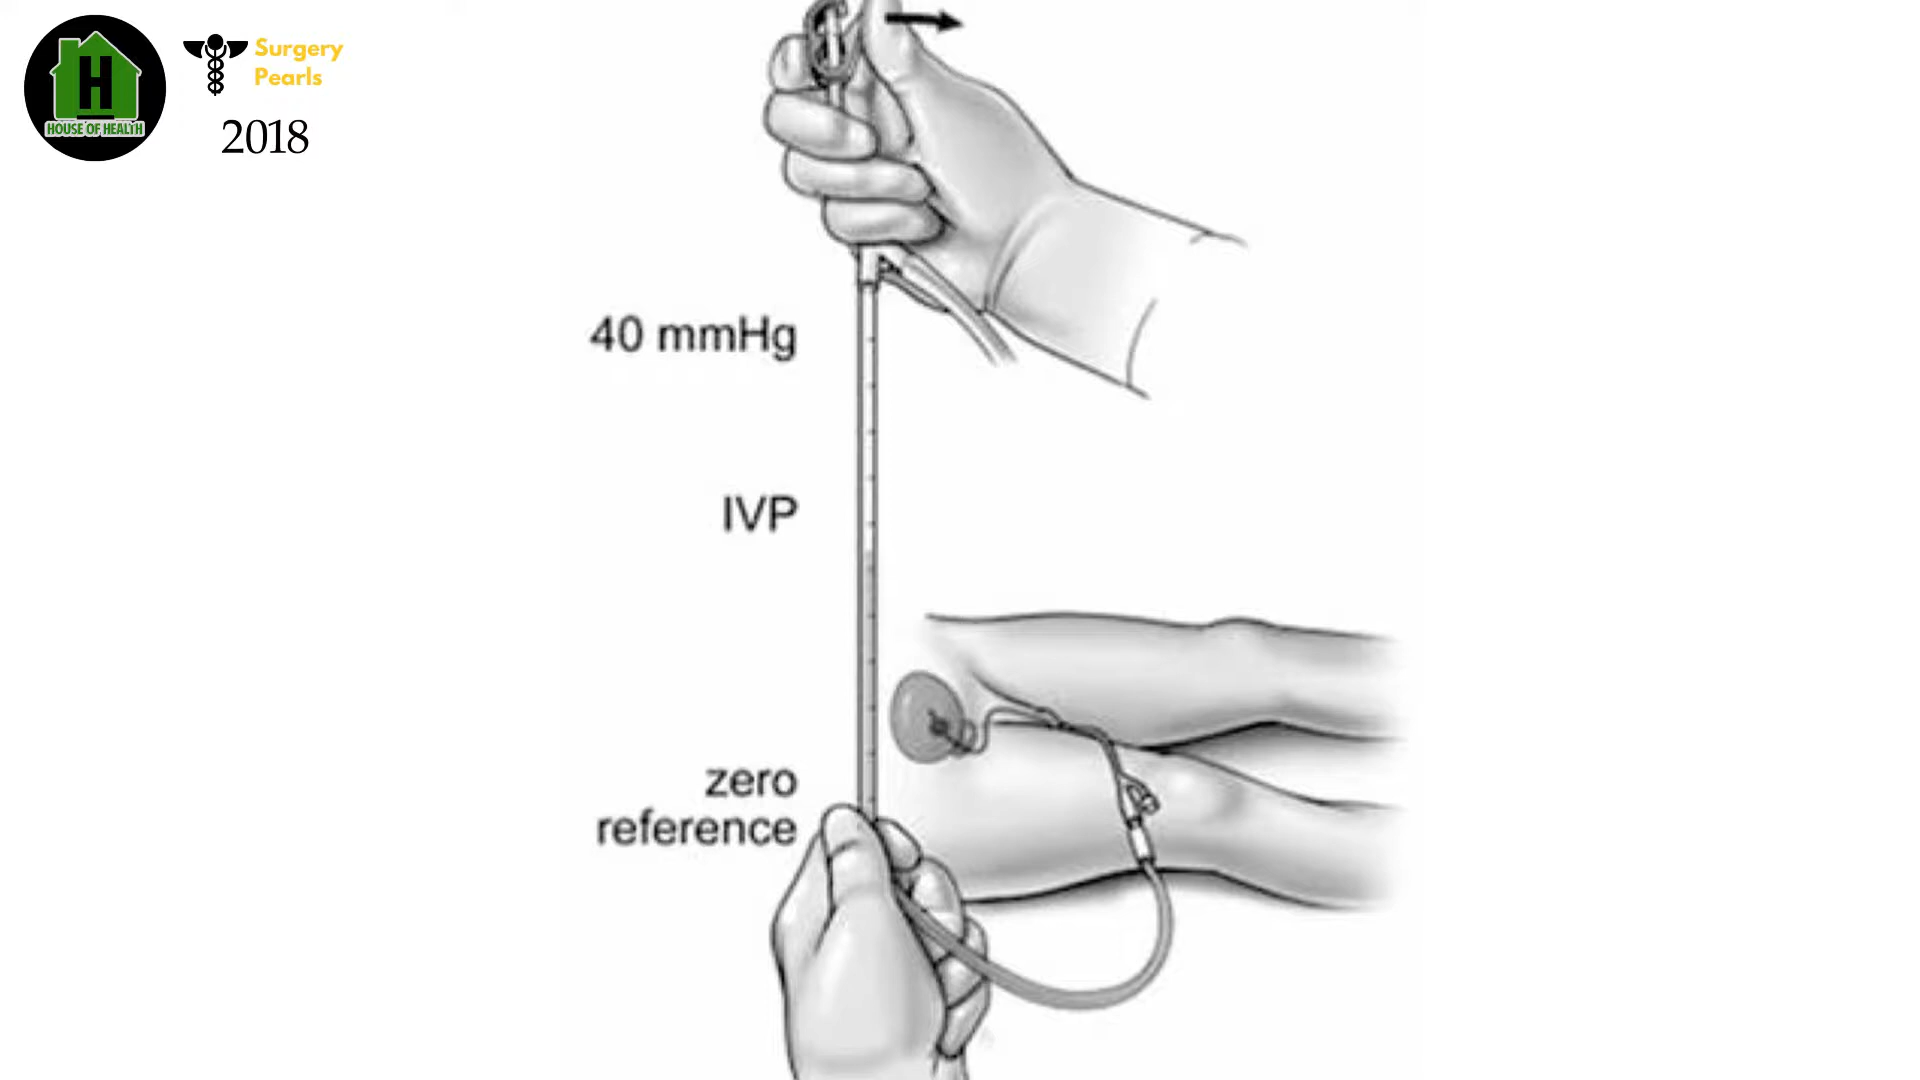 H
HOUSE OF HEALTH
Surgery
Pearls
2018
40 mmHg
IVP
zero
reference